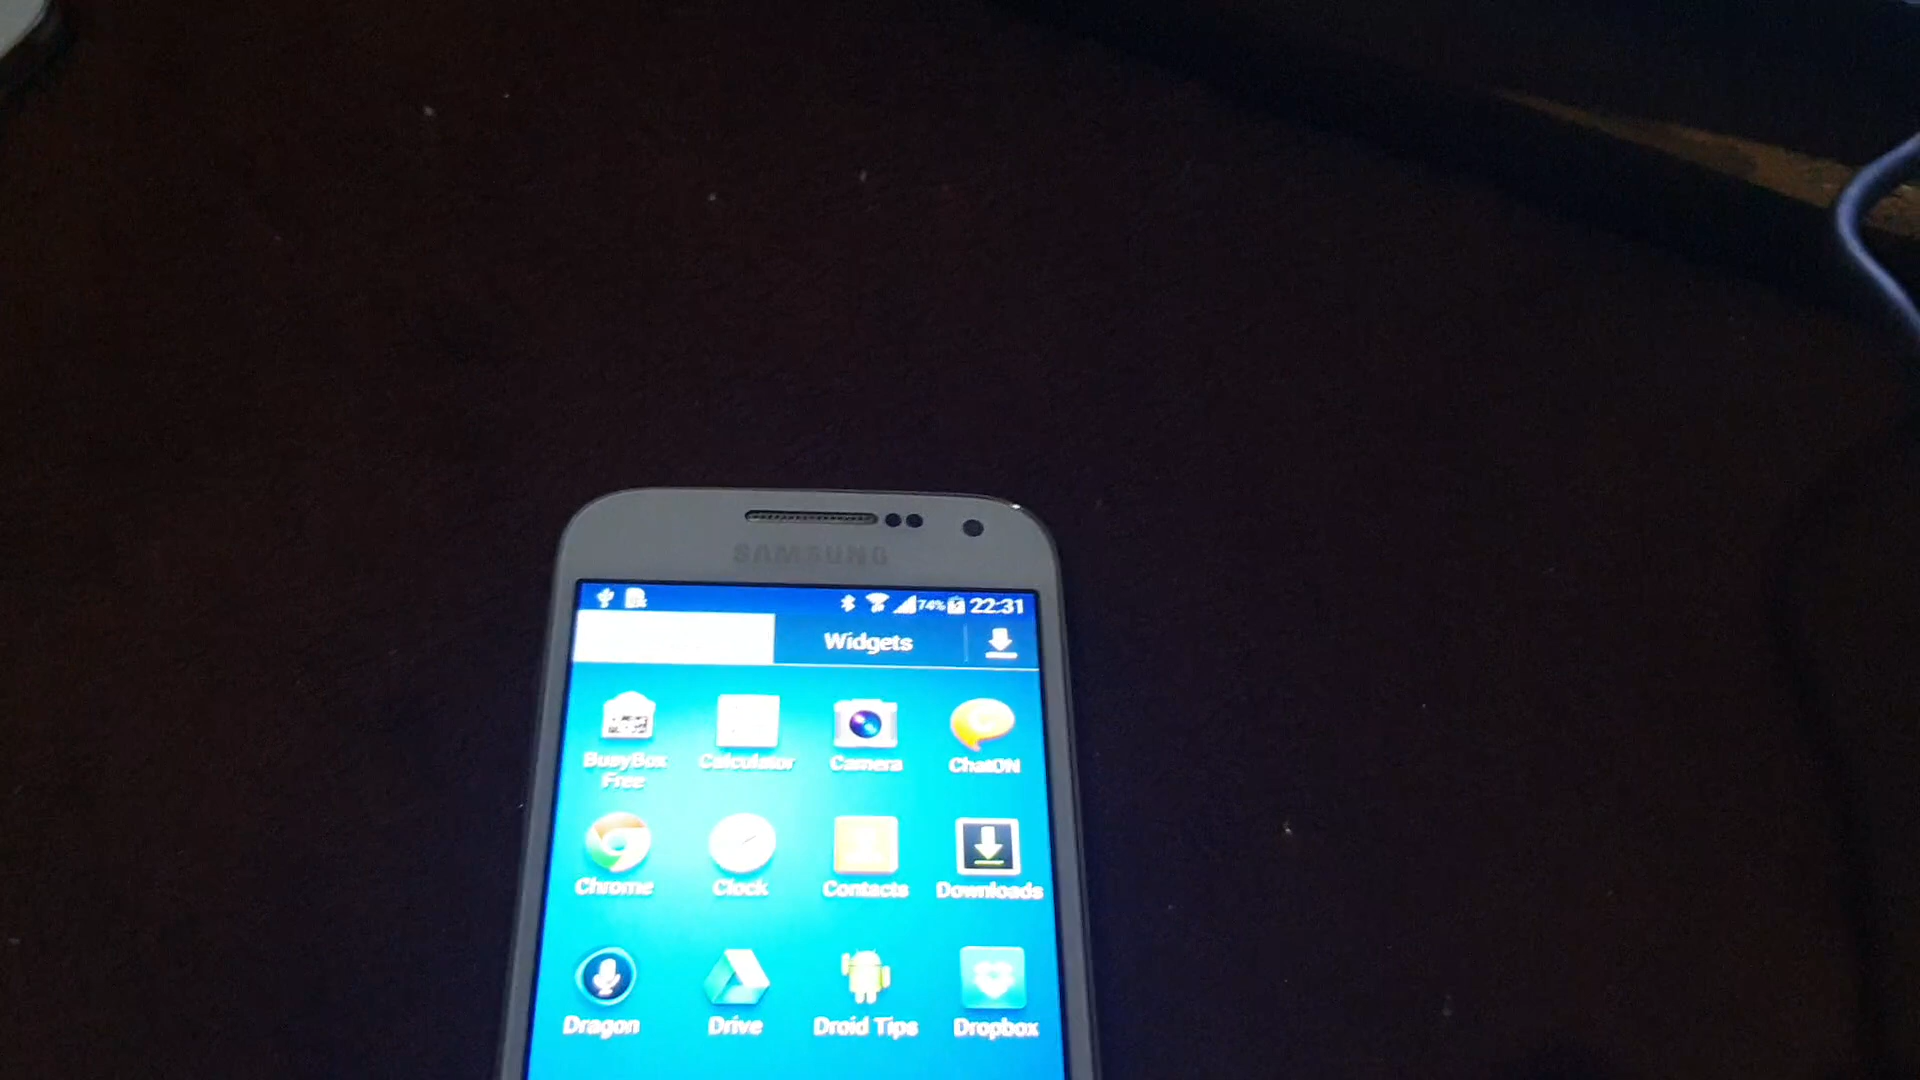 SAMSUNG
74% 22:31
Widgets
BusyBox Free
Calculator
Camera
ChatON
Chrome
Clock
Contacts
Downloads
Dragon
Drive
Droid Tips
Dropbox